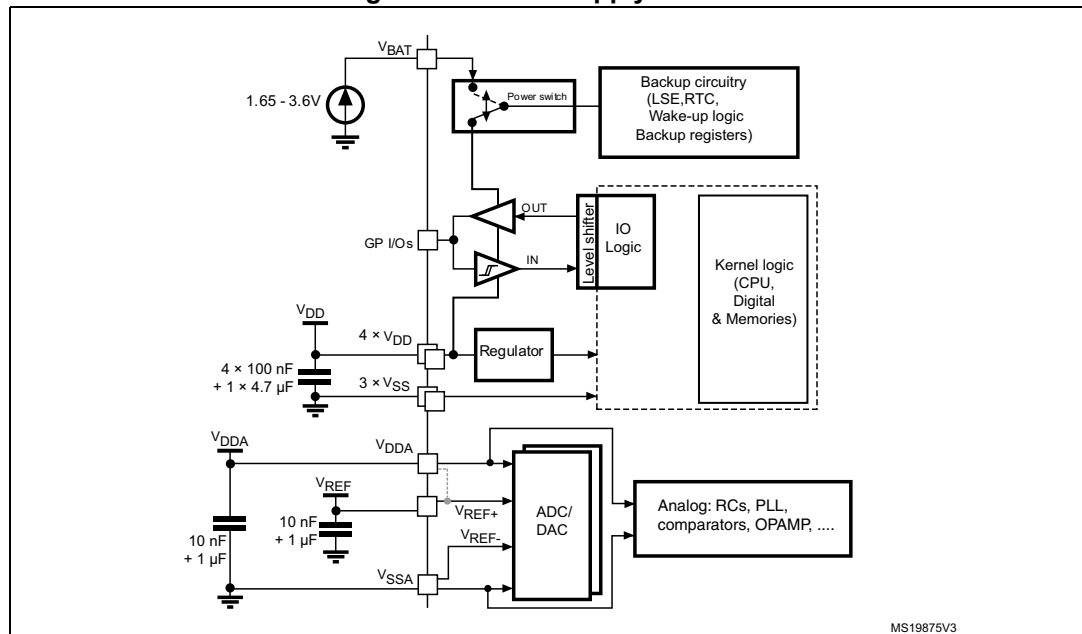 VBAT
1.65 - 3.6V
Power switch
Backup circuitry
(LSE,RTC,
Wake-up logic
Backup registers)
OUT
GP I/Os
IN
Level shifter
IO
Logic
Kernel logic
(CPU,
Digital
& Memories)
VDD
4 × VDD
Regulator
4 × 100 nF
+ 1 × 4.7 µF
3 × VSS
VDDA
VDDA
VREF
VREF+
10 nF
+ 1 µF
10 nF
+ 1 µF
VREF-
VSSA
ADC/
DAC
Analog: RCs, PLL,
comparators, OPAMP, ....
MS19875V3